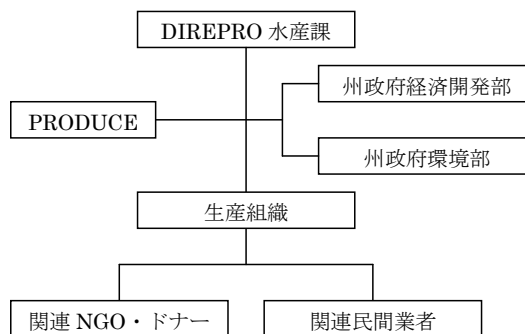 DIREPRO 水産課
州政府経済開発部
PRODUCE
州政府環境部
生産組織
関連 NGO・ドナー
関連民間業者